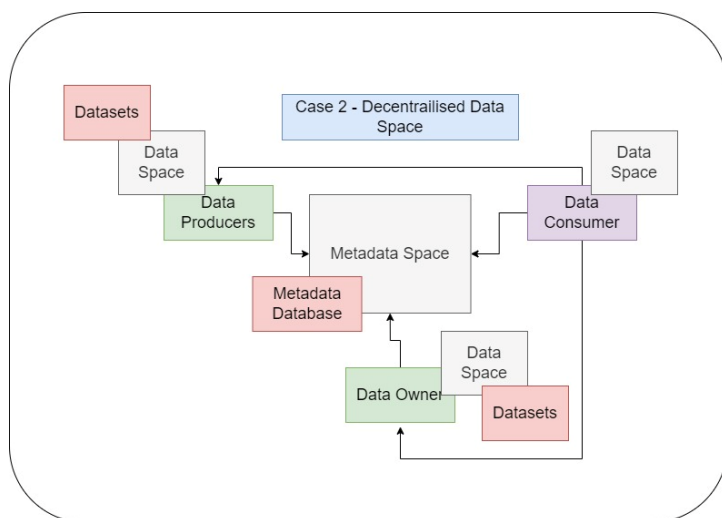 Datasets
Case 2 - Decentrailised Data
Space
Data
Space
Data
Space
Data
Producers
Data
Consumer
Metadata Space
Metadata
Database
Data
Space
Data Owner
Datasets